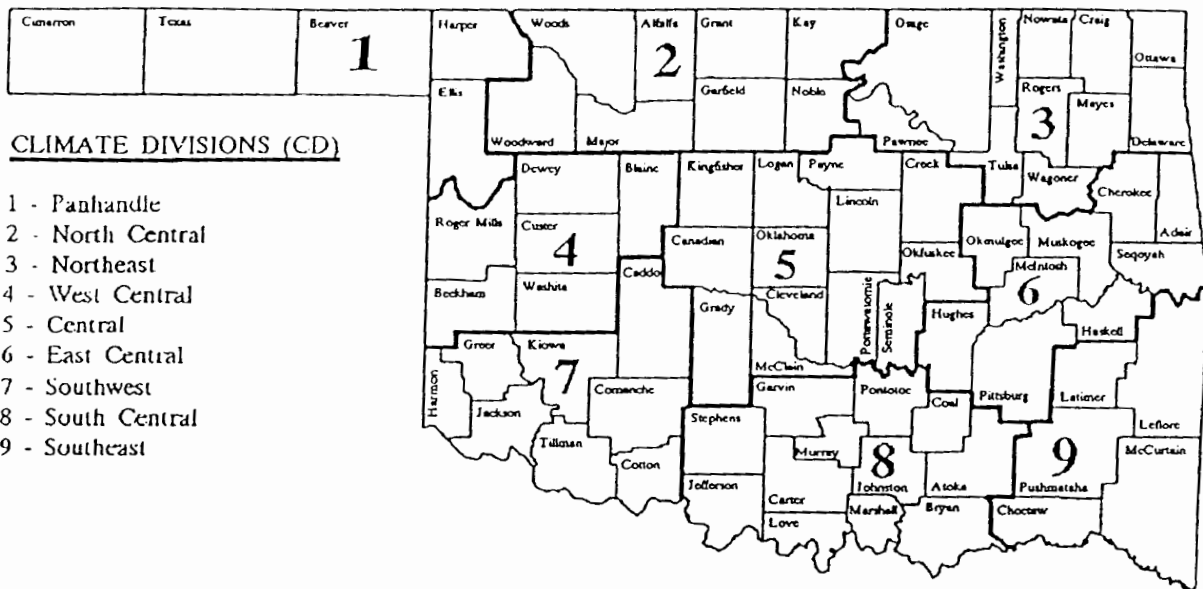 Cimarron Texas Beaver Harper Woods Alfalfa Grant Kay Osage Washington Nowata Craig Ottawa
1 2 3
Ellis Garfield Noble Rogers Mayes
Woodward Major Pawnee Delaware
CLIMATE DIVISIONS (CD)
1 - Panhandle
2 - North Central
3 - Northeast
4 - West Central
5 - Central
6 - East Central
7 - Southwest
8 - South Central
9 - Southeast
Dewey Blaine Kingfisher Logan Payne Creek Tulsa Wagoner Cherokee
Roger Mills Custer Canadian Oklahoma Lincoln Okfuskee Okmulgee Muskogee Sequoyah Adair
4 5 6
Beckham Washita Caddo Grady Cleveland Pottawatomie Seminole Hughes McIntosh Haskell
Harmon Greer Kiowa McClain
7
Jackson Comanche Stephens Garvin Pontotoc Coal Pittsburg Latimer Leflore
Tillman Cotton Murray McCurtain
8 9
Jefferson Carter Johnston Atoka Pushmataha
Love Marshall Bryan Choctaw